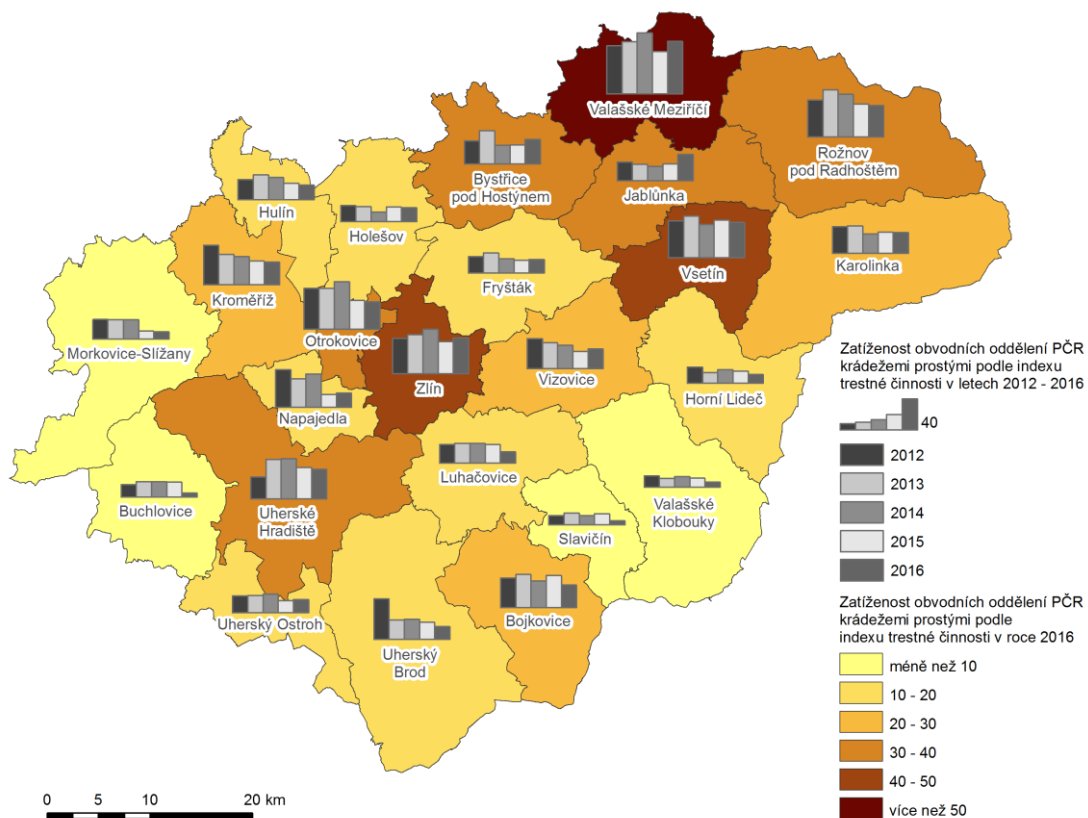 Valašské Meziříčí
Rožnov
pod Radhoštěm
Bystřice
pod Hostýnem
Jablůnka
Hulín
Holešov
Vsetín
Karolinka
Fryšták
Kroměříž
Otrokovice
Morkovice-Slížany
Zlín
Vizovice
Horní Lideč
Napajedla
Luhačovice
Buchlovice
Uherské
Hradiště
Valašské
Klobouky
Slavičín
Uherský Ostroh
Bojkovice
Uherský
Brod
Zatíženost obvodních oddělení PČR
krádežemi prostými podle indexu
trestné činnosti v letech 2012 - 2016
40
2012
2013
2014
2015
2016
Zatíženost obvodních oddělení PČR
krádežemi prostými podle
indexu trestné činnosti v roce 2016
méně než 10
10 - 20
20 - 30
30 - 40
40 - 50
více než 50
0 5 10 20 km